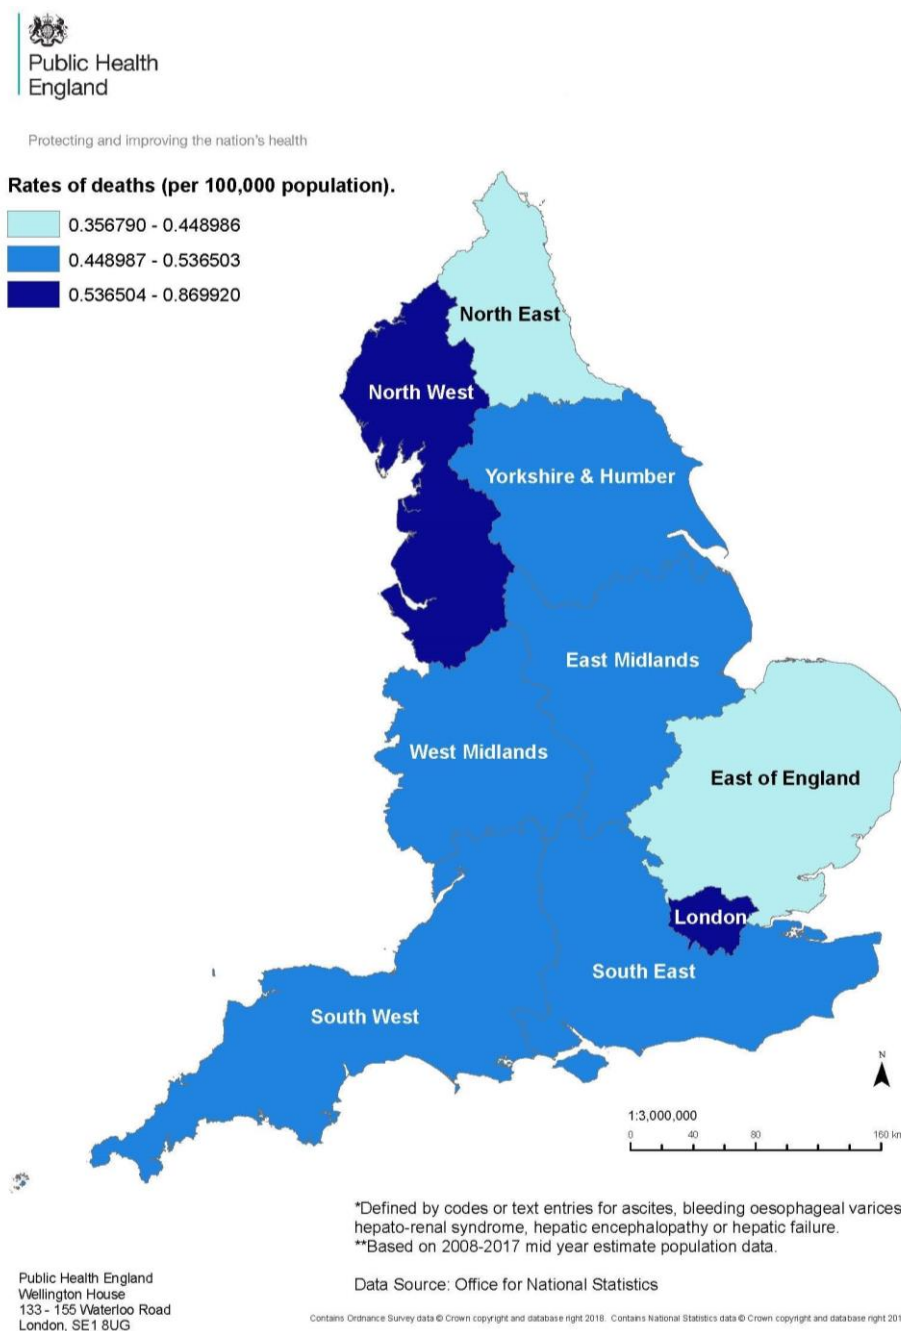 Public Health
England
Protecting and improving the nation's health
Rates of deaths (per 100,000 population).
0.356790 - 0.448986
0.448987 - 0.536503
0.536504 - 0.869920
North East
North West
Yorkshire & Humber
East Midlands
West Midlands
East of England
London
South East
South West
N
1:3,000,000
0 40 80 160 km
*Defined by codes or text entries for ascites, bleeding oesophageal varices
hepato-renal syndrome, hepatic encephalopathy or hepatic failure.
**Based on 2008-2017 mid year estimate population data.
Data Source: Office for National Statistics
Public Health England
Wellington House
133 - 155 Waterloo Road
London, SE1 8UG
Contains Ordnance Survey data © Crown copyright and database right 2018. Contains National Statistics data © Crown copyright and database right 201